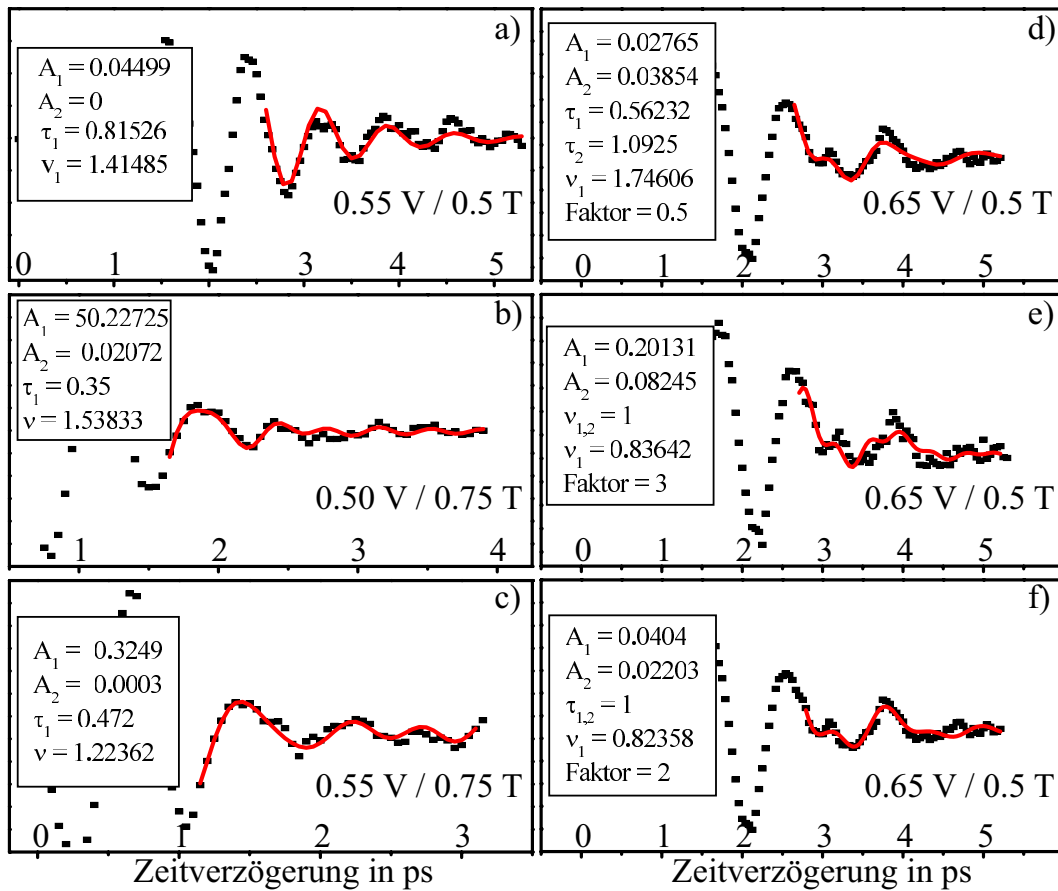 a)
A₁ = 0.04499
A₂ = 0
τ₁ = 0.81526
ν₁ = 1.41485
0.55 V / 0.5 T
0 1 2 3 4 5
b)
A₁ = 50.22725
A₂ = 0.02072
τ₁ = 0.35
ν = 1.53833
0.50 V / 0.75 T
1 2 3 4
c)
A₁ = 0.3249
A₂ = 0.0003
τ₁ = 0.472
ν = 1.22362
0.55 V / 0.75 T
0 1 2 3
Zeitverzögerung in ps
d)
A₁ = 0.02765
A₂ = 0.03854
τ₁ = 0.56232
τ₂ = 1.0925
ν₁ = 1.74606
Faktor = 0.5
0.65 V / 0.5 T
0 1 2 3 4 5
e)
A₁ = 0.20131
A₂ = 0.08245
ν₁,₂ = 1
ν₁ = 0.83642
Faktor = 3
0.65 V / 0.5 T
0 1 2 3 4 5
f)
A₁ = 0.0404
A₂ = 0.02203
τ₁,₂ = 1
ν₁ = 0.82358
Faktor = 2
0.65 V / 0.5 T
0 1 2 3 4 5
Zeitverzögerung in ps